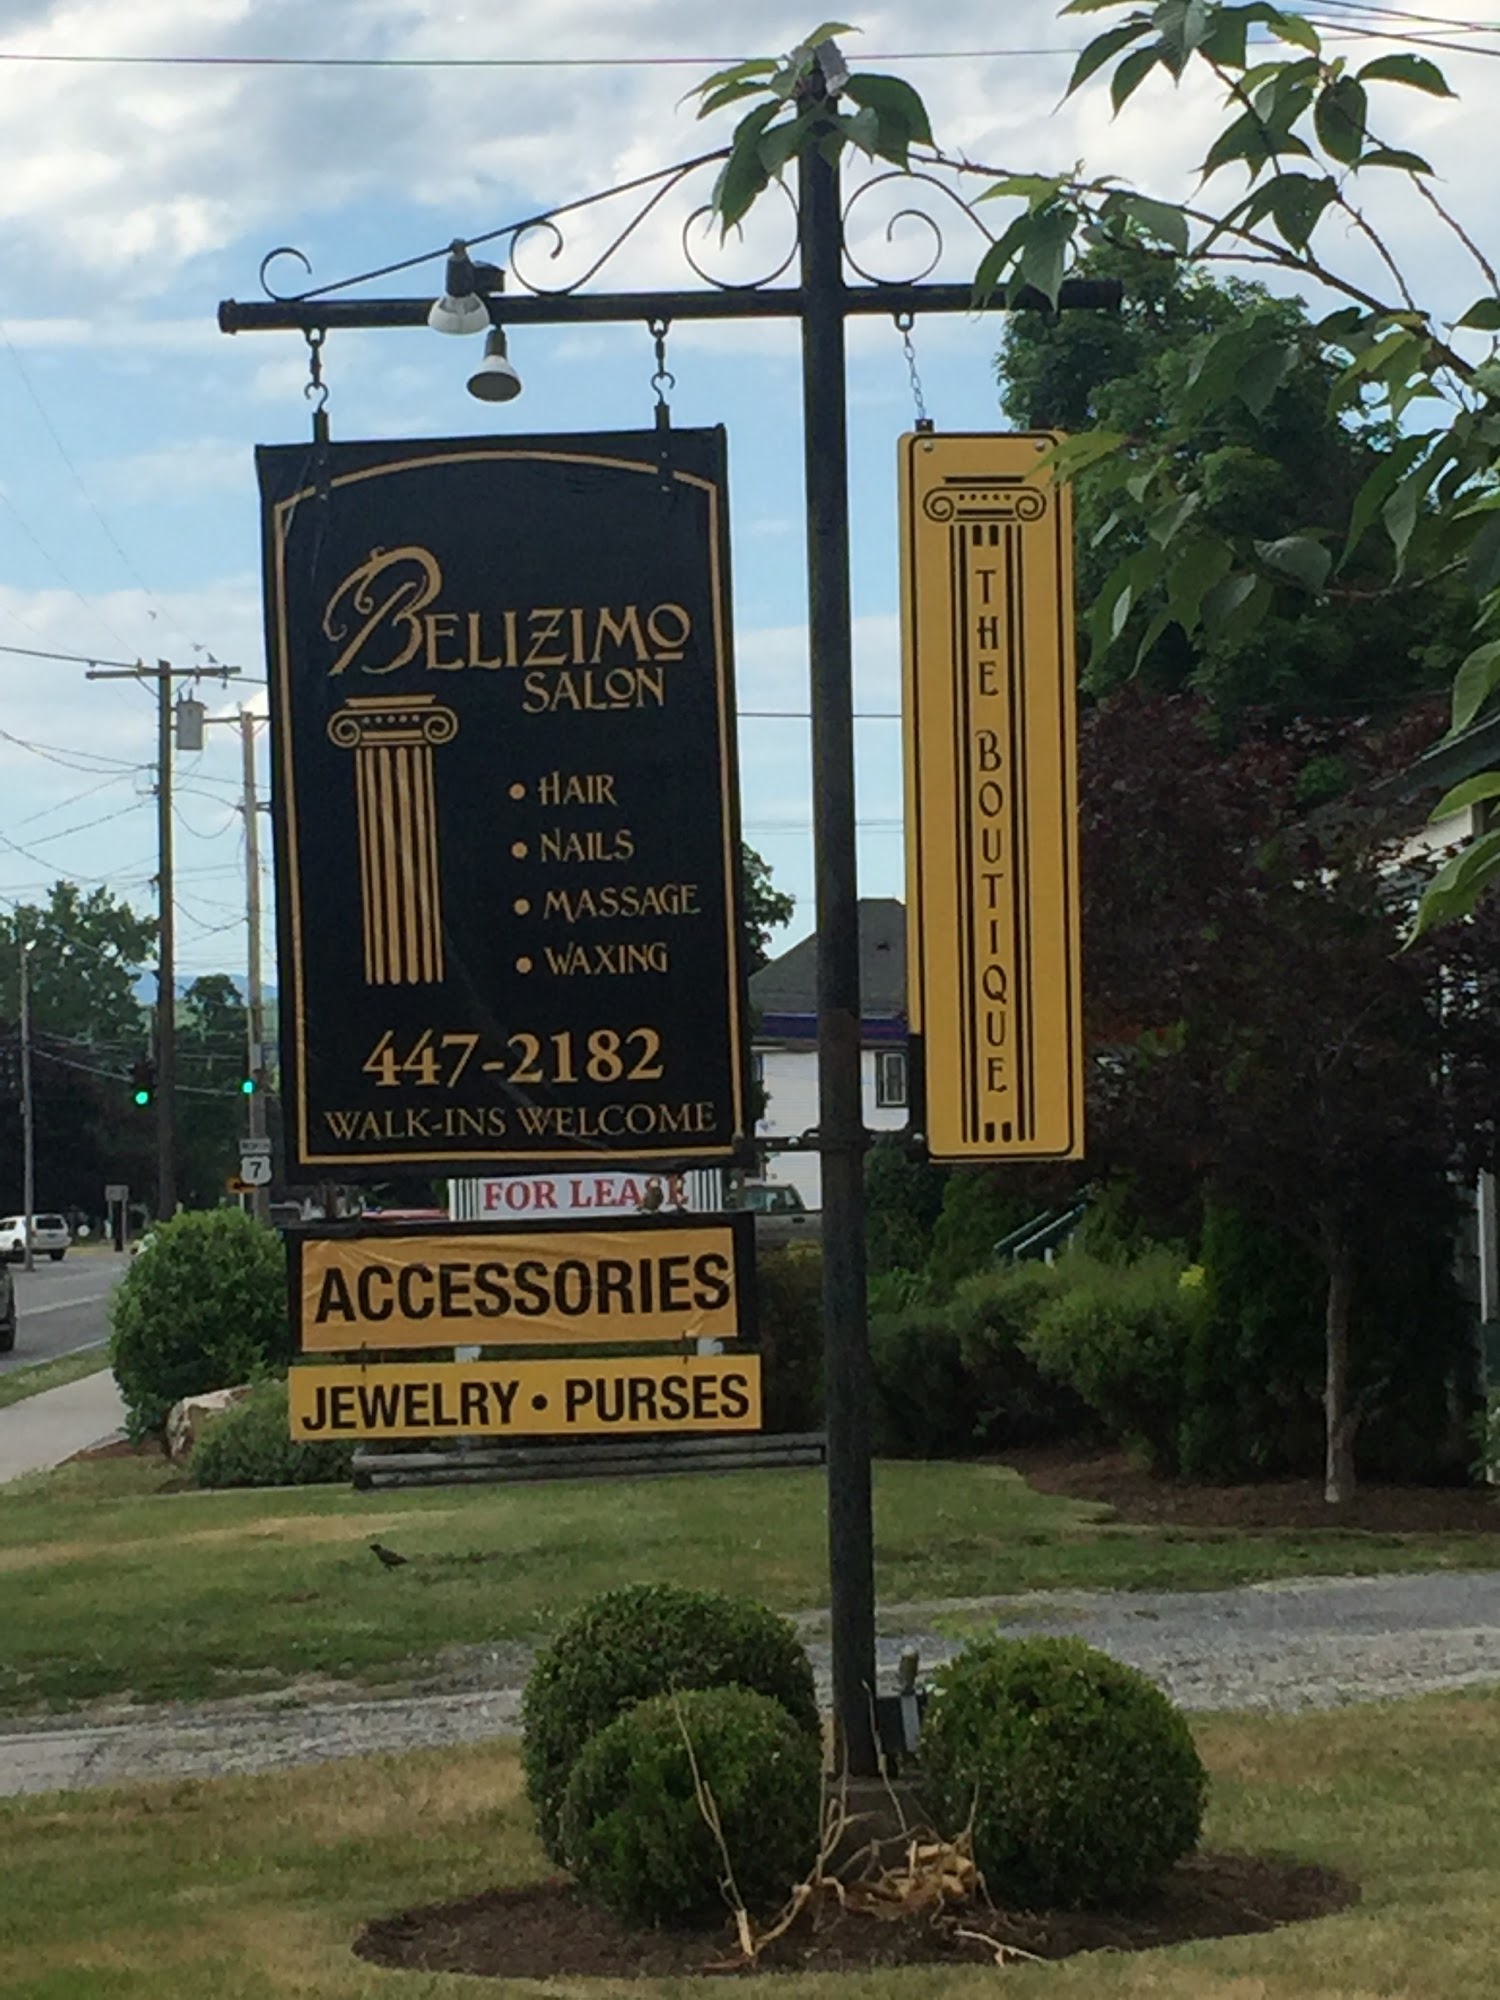 BELIZIMO
SALON
• HAIR
• NAILS
• MASSAGE
• WAXING
447-2182
WALK-INS WELCOME
THE BOUTIQUE
FOR LEASE
ACCESSORIES
JEWELRY • PURSES
NORTH
7